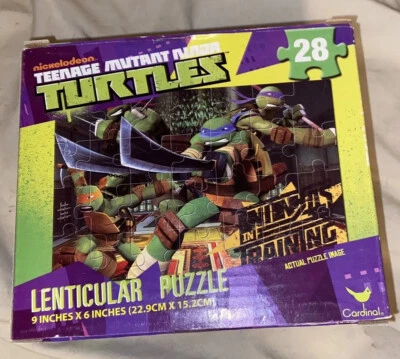 nickelodeon
TEENAGE MUTANT NINJA
TURTLES
28
NINJAS
IN
TRAINING
ACTUAL PUZZLE IMAGE
LENTICULAR PUZZLE
9 INCHES X 6 INCHES (22.9CM X 15.2CM)
Cardinal